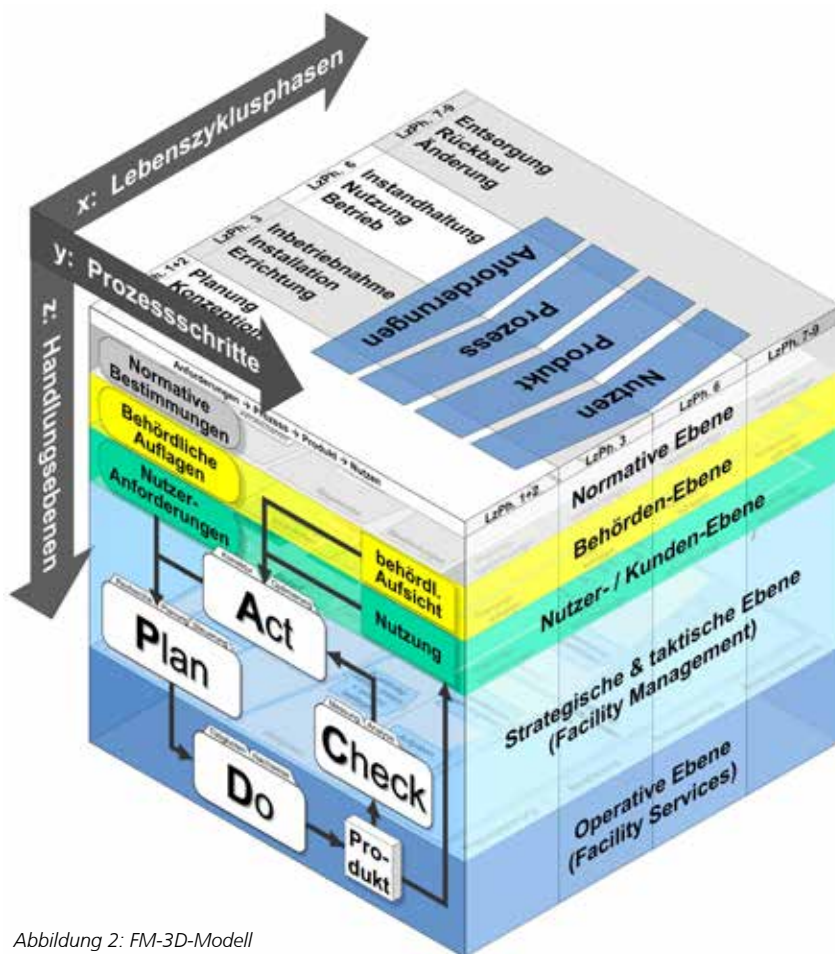 x: Lebenszyklusphasen
y: Prozessschritte
z: Handlungsebenen
LzPh. 7-9
Entsorgung
Rückbau
Änderung
LzPh. 6
Instandhaltung
Nutzung
Betrieb
LzPh. 3
Inbetriebnahme
Installation
Errichtung
1+2
Planung
Konzeption
Anforderungen
Prozess
Produkt
Nutzen
Anforderungen → Prozess → Produkt → Nutzen
LzPh. 1+2
LzPh. 3
LzPh. 6
LzPh. 7-9
Normative
Bestimmungen
Behördliche
Auflagen
Nutzer-
Anforderungen
Normative Ebene
Behörden-Ebene
Nutzer- / Kunden-Ebene
Strategische & taktische Ebene
(Facility Management)
Operative Ebene
(Facility Services)
behördl.
Aufsicht
Nutzung
Act
Plan
Check
Do
Pro-
dukt
Abbildung 2: FM-3D-Modell